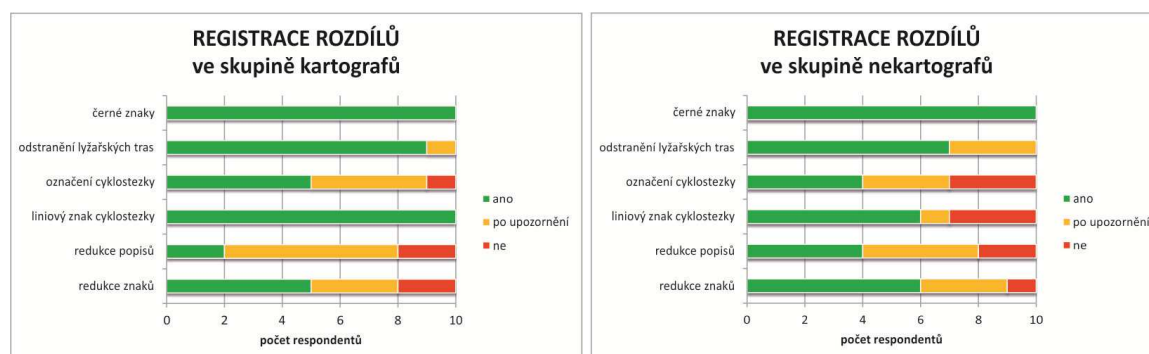 REGISTRACE ROZDÍLŮ
ve skupině kartografů
černé znaky
odstranění lyžařských tras
označení cyklostezky
liniový znak cyklostezky
redukce popisů
redukce znaků
0 2 4 6 8 10
počet respondentů
ano
po upozornění
ne
REGISTRACE ROZDÍLŮ
ve skupině nekartografů
černé znaky
odstranění lyžařských tras
označení cyklostezky
liniový znak cyklostezky
redukce popisů
redukce znaků
0 2 4 6 8 10
počet respondentů
ano
po upozornění
ne